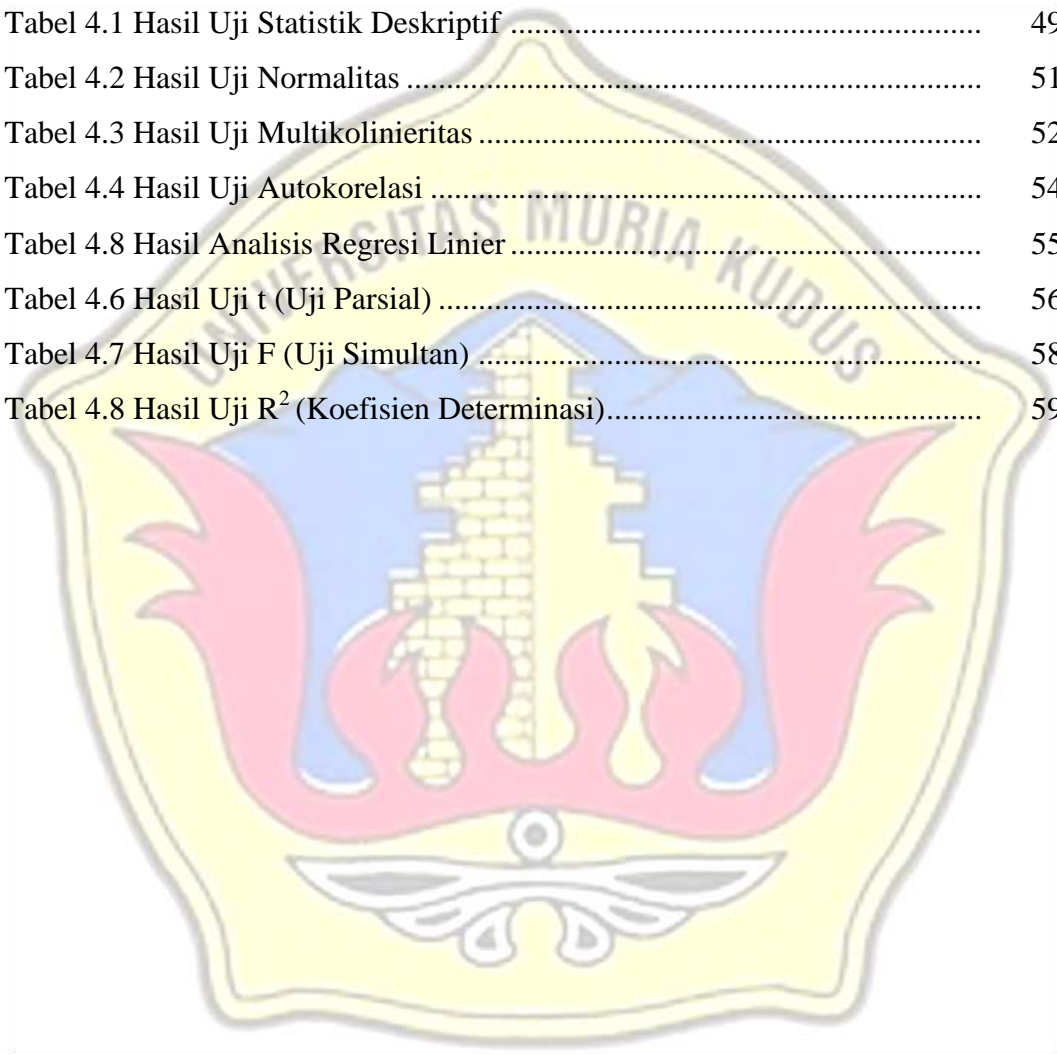 Tabel 4.1 Hasil Uji Statistik Deskriptif .................................................... 49
Tabel 4.2 Hasil Uji Normalitas ................................................................ 51
Tabel 4.3 Hasil Uji Multikolinieritas ........................................................ 52
Tabel 4.4 Hasil Uji Autokorelasi ............................................................. 54
Tabel 4.8 Hasil Analisis Regresi Linier .................................................... 55
Tabel 4.6 Hasil Uji t (Uji Parsial) ............................................................ 56
Tabel 4.7 Hasil Uji F (Uji Simultan) ........................................................ 58
Tabel 4.8 Hasil Uji R² (Koefisien Determinasi) ......................................... 59
UNIVERSITAS MURIA KUDUS